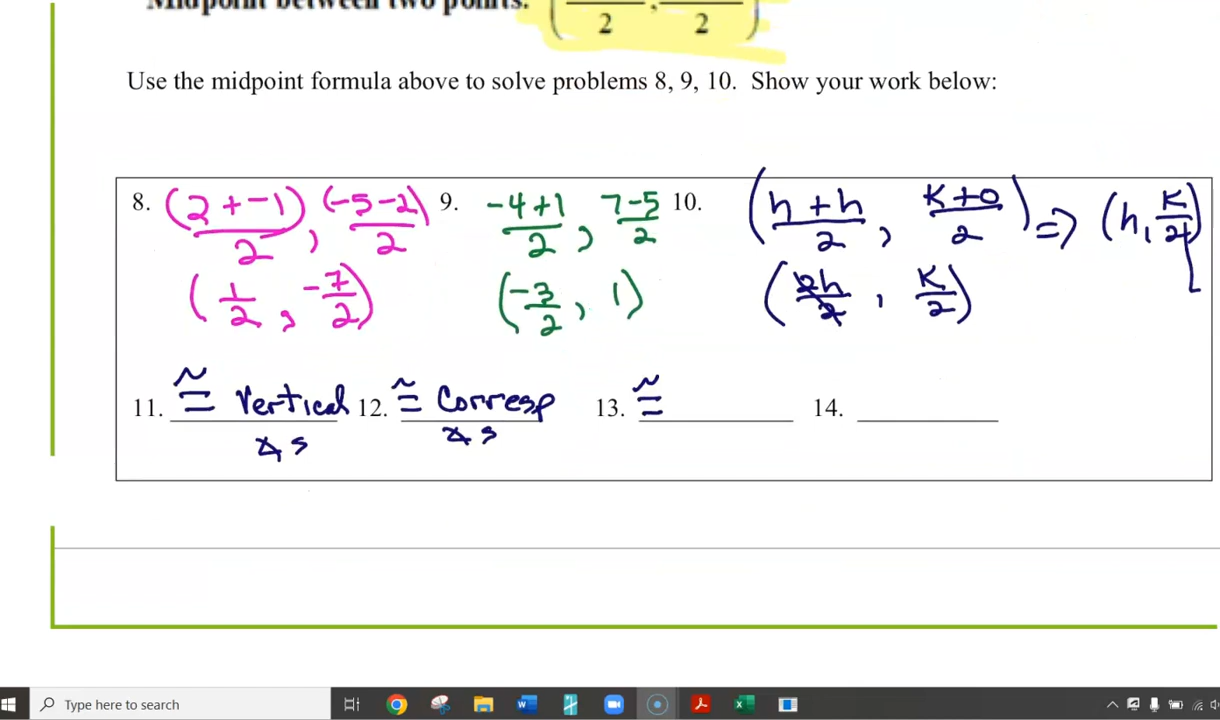 Midpoint between two points: ( /2 , /2 )
Use the midpoint formula above to solve problems 8, 9, 10. Show your work below:
8. (2+-1)/2 , (-5-2)/2 9. -4+1/2 , 7-5/2 10. (h+h/2 , K+0/2) => (h, K/2)
(1/2 , -7/2) (-3/2 , 1) (2h/2 , K/2)
11. ≅ Vertical 12. ≅ Corresp 13. ≅ 14.
∡s ∡s
Type here to search